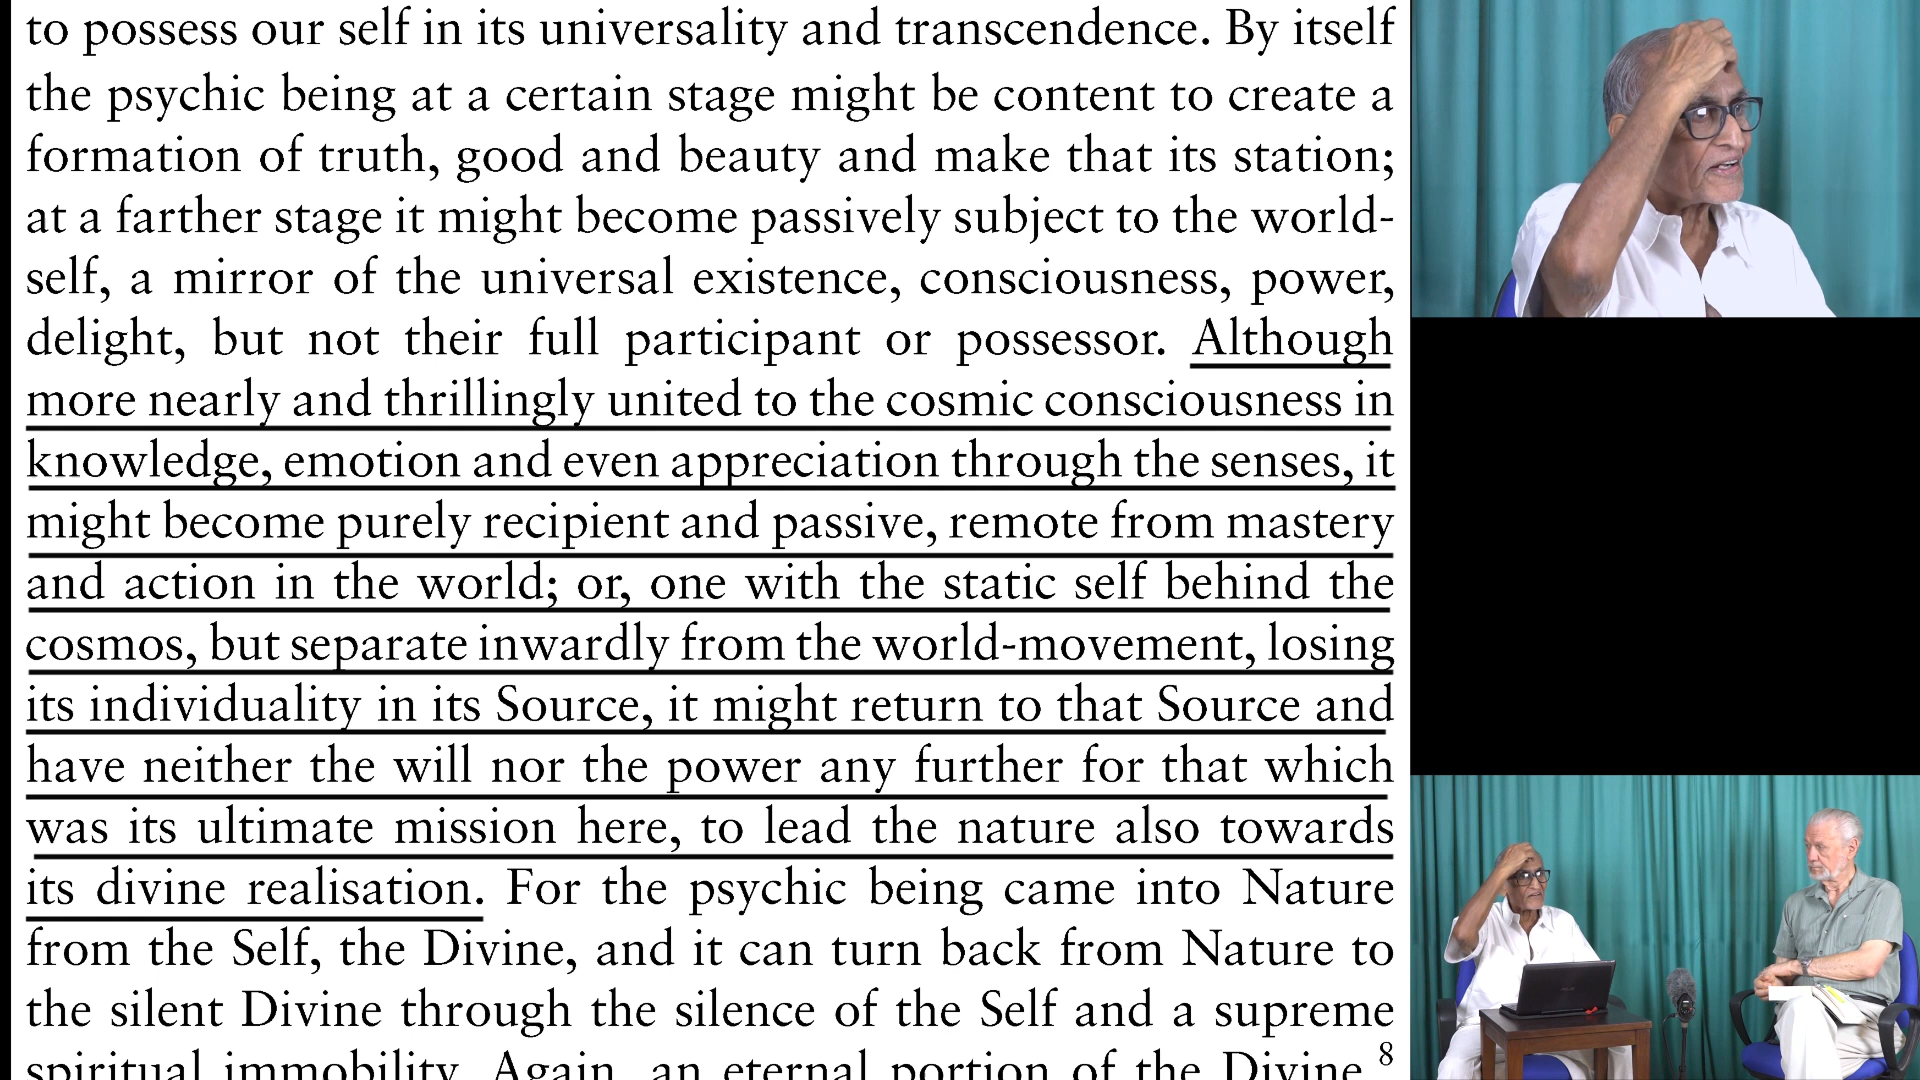 to possess our self in its universality and transcendence. By itself
the psychic being at a certain stage might be content to create a
formation of truth, good and beauty and make that its station;
at a farther stage it might become passively subject to the world-
self, a mirror of the universal existence, consciousness, power,
delight, but not their full participant or possessor. Although
more nearly and thrillingly united to the cosmic consciousness in
knowledge, emotion and even appreciation through the senses, it
might become purely recipient and passive, remote from mastery
and action in the world; or, one with the static self behind the
cosmos, but separate inwardly from the world-movement, losing
its individuality in its Source, it might return to that Source and
have neither the will nor the power any further for that which
was its ultimate mission here, to lead the nature also towards
its divine realisation. For the psychic being came into Nature
from the Self, the Divine, and it can turn back from Nature to
the silent Divine through the silence of the Self and a supreme
spiritual immobility. Again, an eternal portion of the Divine,8